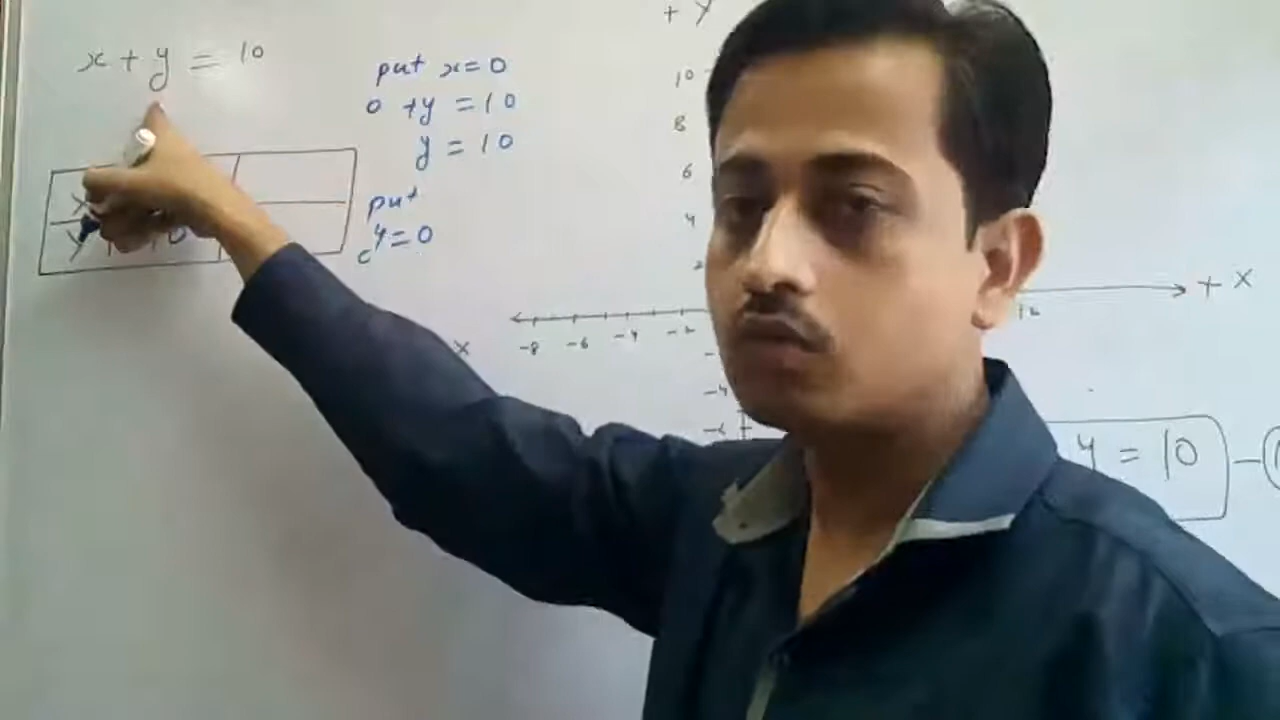 x + y = 10
put x = 0
0 + y = 10
y = 10
put
y = 0
x
y 10
+ y
10
8
6
4
2
-8 -6 -4 -2
+ X
x
-4
y = 10